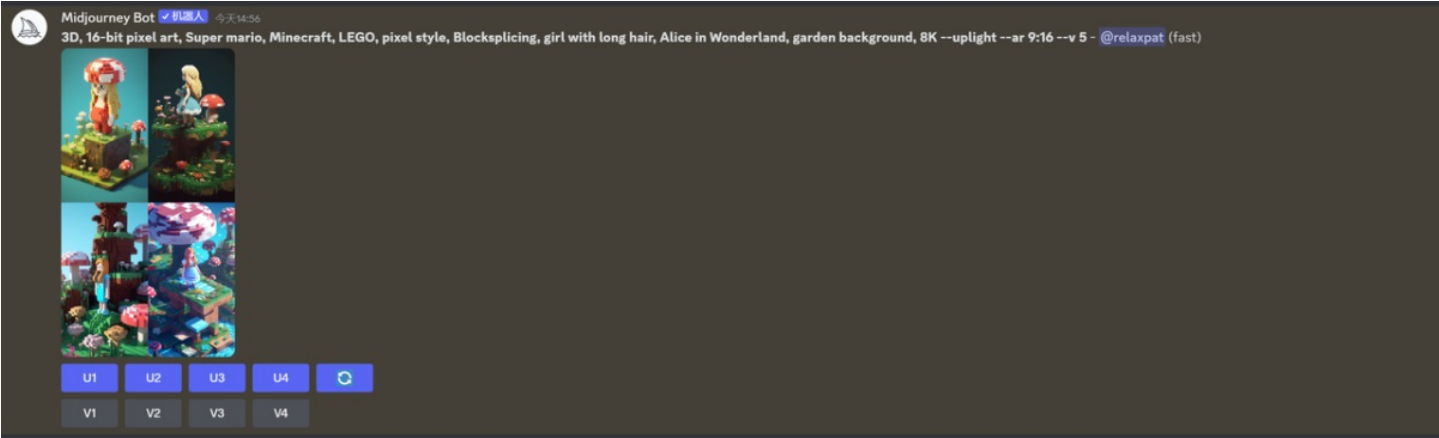 Midjourney Bot ✓机器人 今天14:56
3D, 16-bit pixel art, Super mario, Minecraft, LEGO, pixel style, Blocksplicing, girl with long hair, Alice in Wonderland, garden background, 8K --uplight --ar 9:16 --v 5 - @relaxpat (fast)
U1 U2 U3 U4
V1 V2 V3 V4